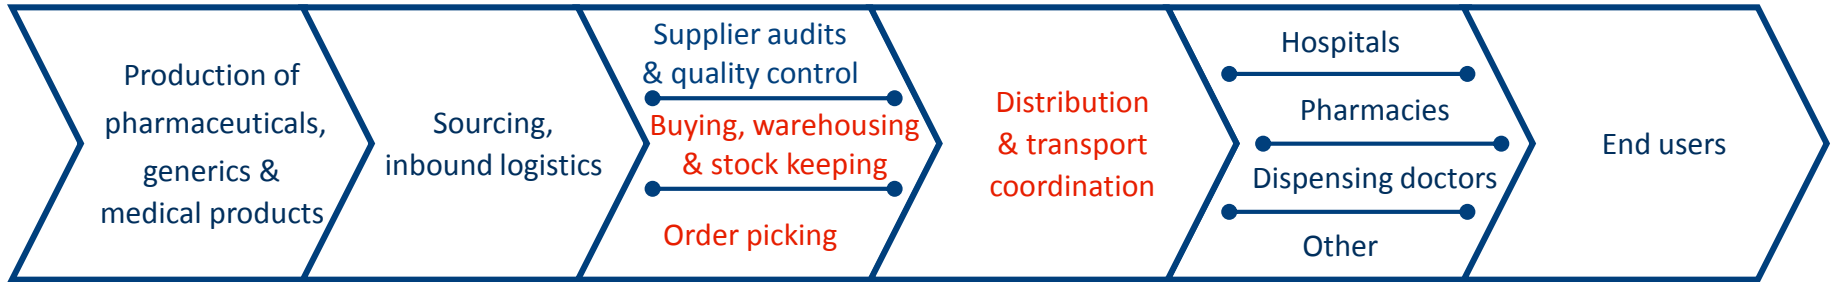 Production of
pharmaceuticals,
generics &
medical products
Sourcing,
inbound logistics
Supplier audits
& quality control
Buying, warehousing
& stock keeping
Order picking
Distribution
& transport
coordination
Hospitals
Pharmacies
Dispensing doctors
Other
End users